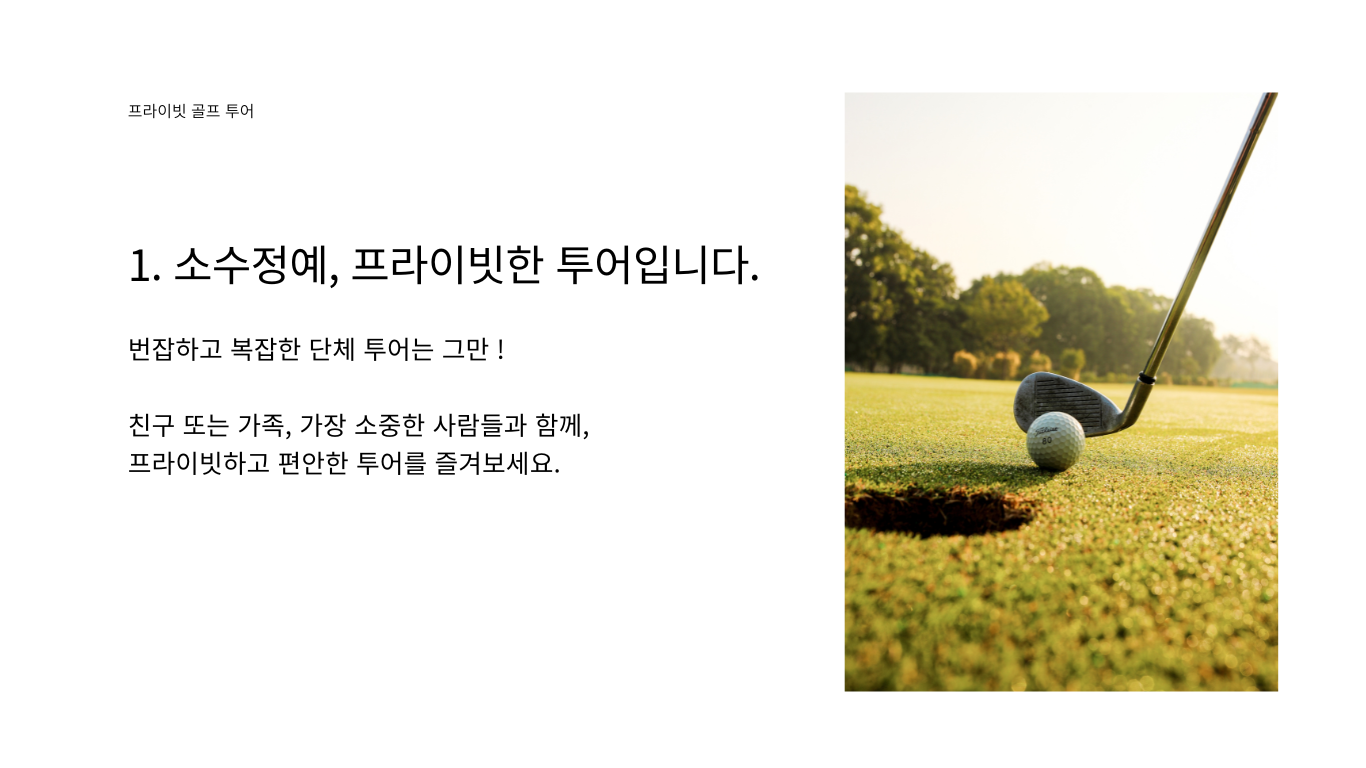 프라이빗 골프 투어
1. 소수정예, 프라이빗한 투어입니다.
번잡하고 복잡한 단체 투어는 그만 !
친구 또는 가족, 가장 소중한 사람들과 함께,
프라이빗하고 편안한 투어를 즐겨보세요.